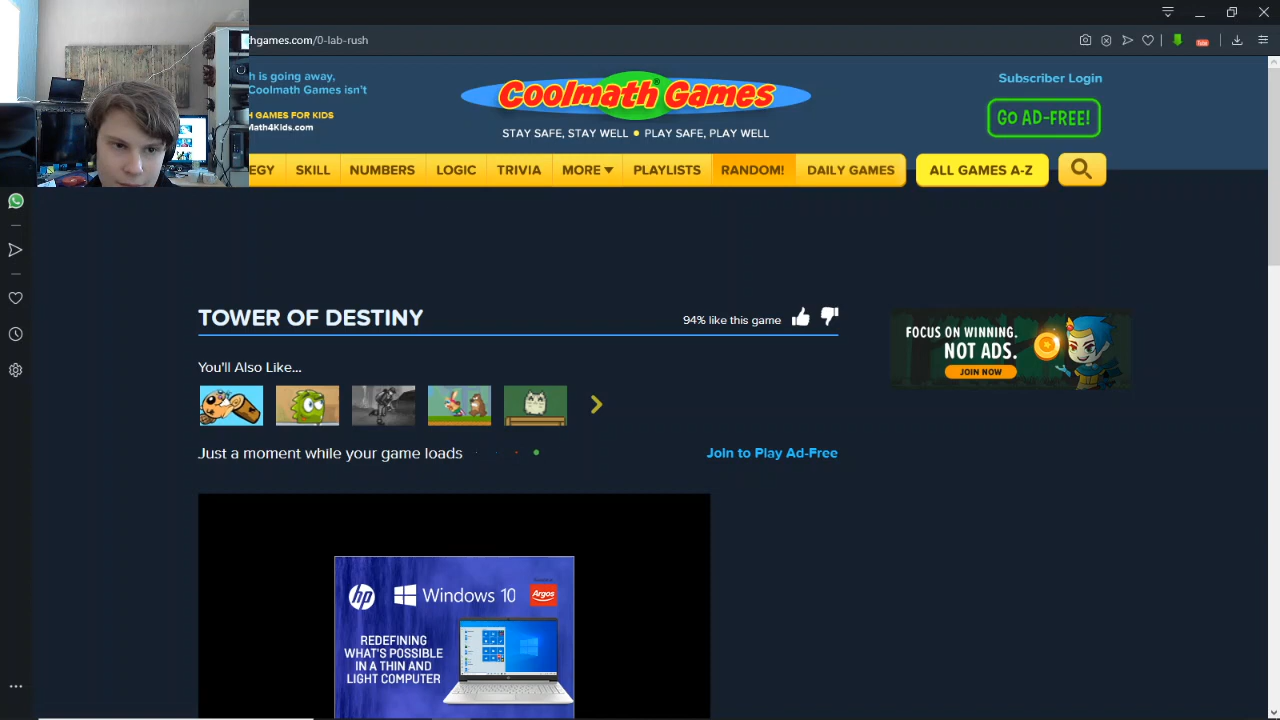 hgames.com/0-lab-rush
h is going away,
Coolmath Games isn't
H GAMES FOR KIDS
Math4Kids.com
Coolmath Games
STAY SAFE, STAY WELL ● PLAY SAFE, PLAY WELL
Subscriber Login
GO AD-FREE!
EGY SKILL NUMBERS LOGIC TRIVIA MORE PLAYLISTS RANDOM! DAILY GAMES ALL GAMES A-Z
TOWER OF DESTINY
94% like this game
FOCUS ON WINNING.
NOT ADS.
JOIN NOW
You'll Also Like...
Just a moment while your game loads
Join to Play Ad-Free
hp Windows 10 Argos
REDEFINING
WHAT'S POSSIBLE
IN A THIN AND
LIGHT COMPUTER